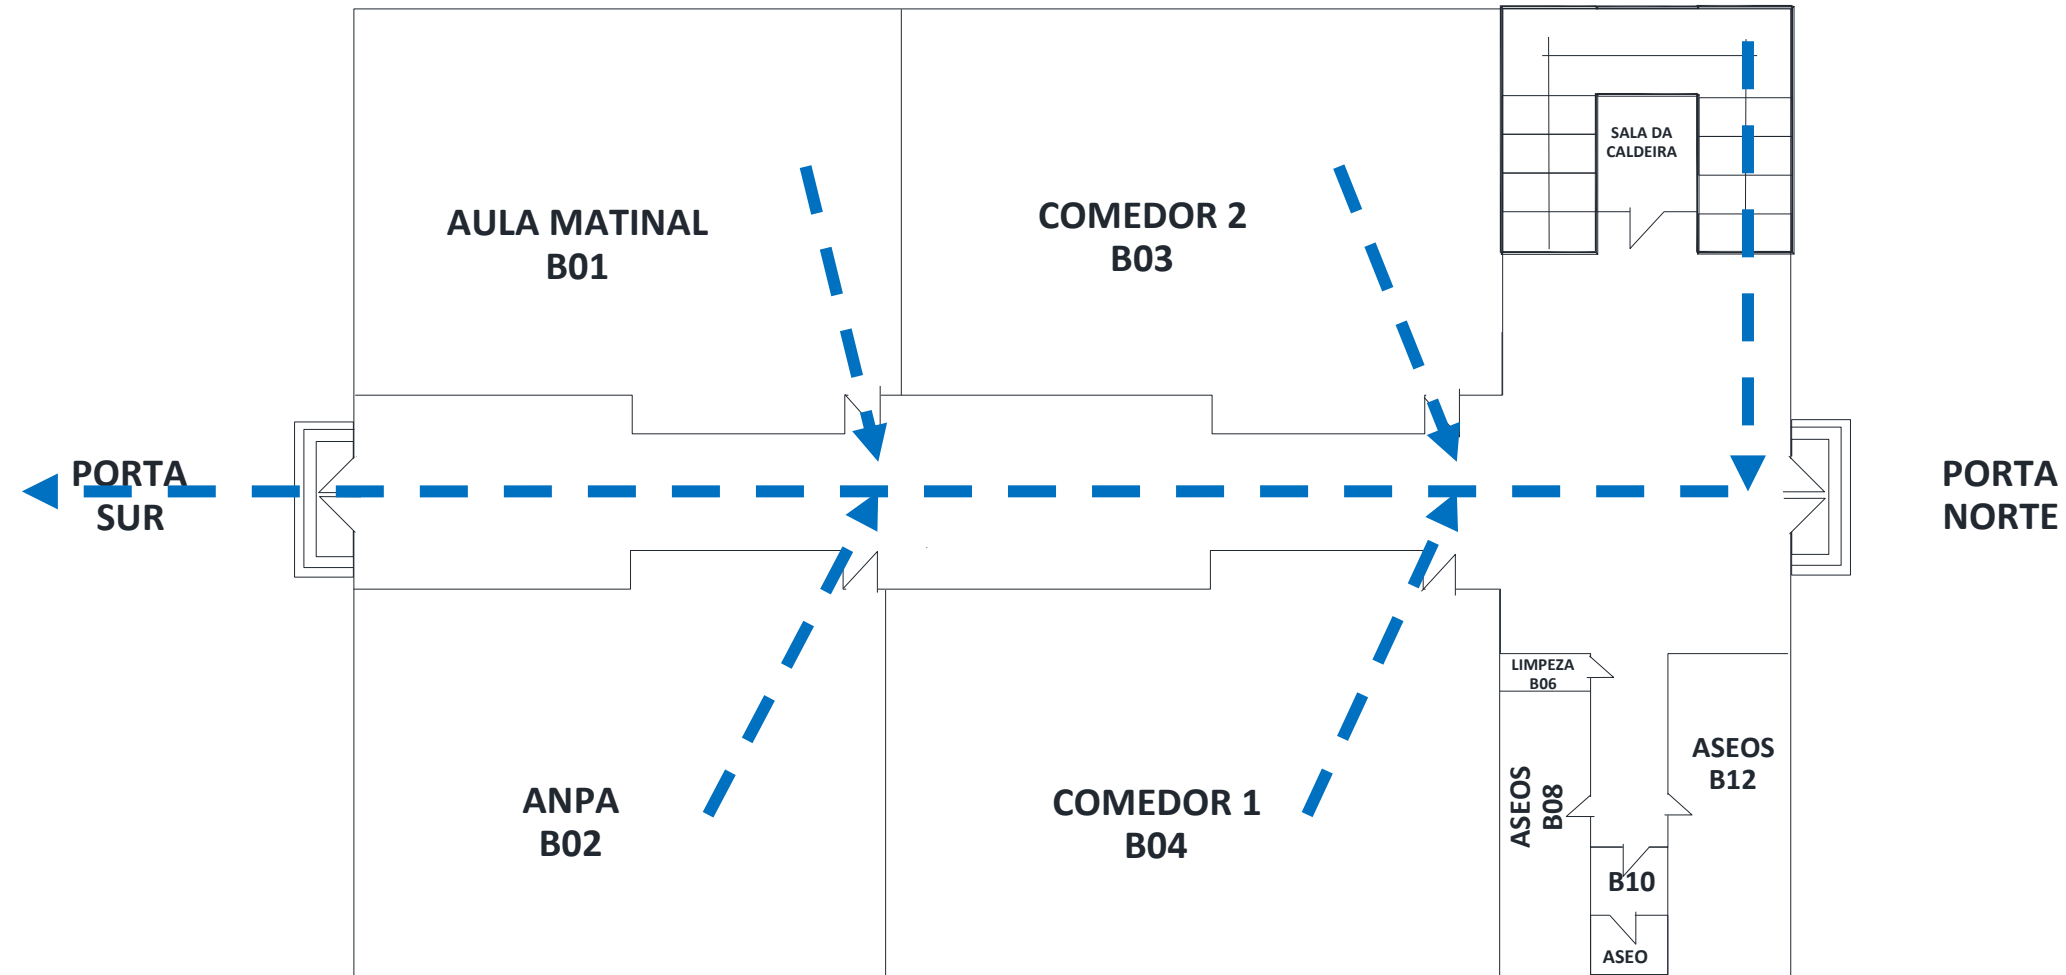 SALA DA
CALDEIRA
AULA MATINAL
B01
COMEDOR 2
B03
PORTA
SUR
PORTA
NORTE
LIMPEZA
B06
ASEOS
B12
ASEOS
B08
ANPA
B02
COMEDOR 1
B04
B10
ASEO